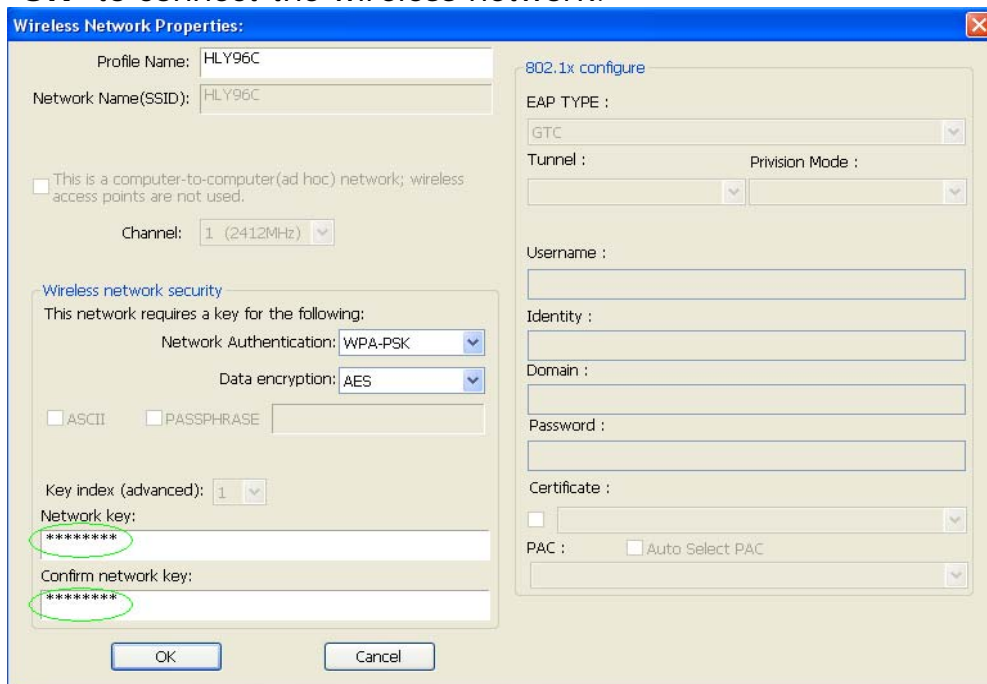 "OK" to connect the wireless network.
Wireless Network Properties:
Profile Name: HLY96C
Network Name(SSID): HLY96C
This is a computer-to-computer(ad hoc) network; wireless
access points are not used.
Channel: 1 (2412MHz)
Wireless network security
This network requires a key for the following:
Network Authentication: WPA-PSK
Data encryption: AES
ASCII PASSPHRASE
Key index (advanced): 1
Network key:
********
Confirm network key:
********
OK Cancel
802.1x configure
EAP TYPE :
GTC
Tunnel : Privision Mode :
Username :
Identity :
Domain :
Password :
Certificate :
PAC : Auto Select PAC